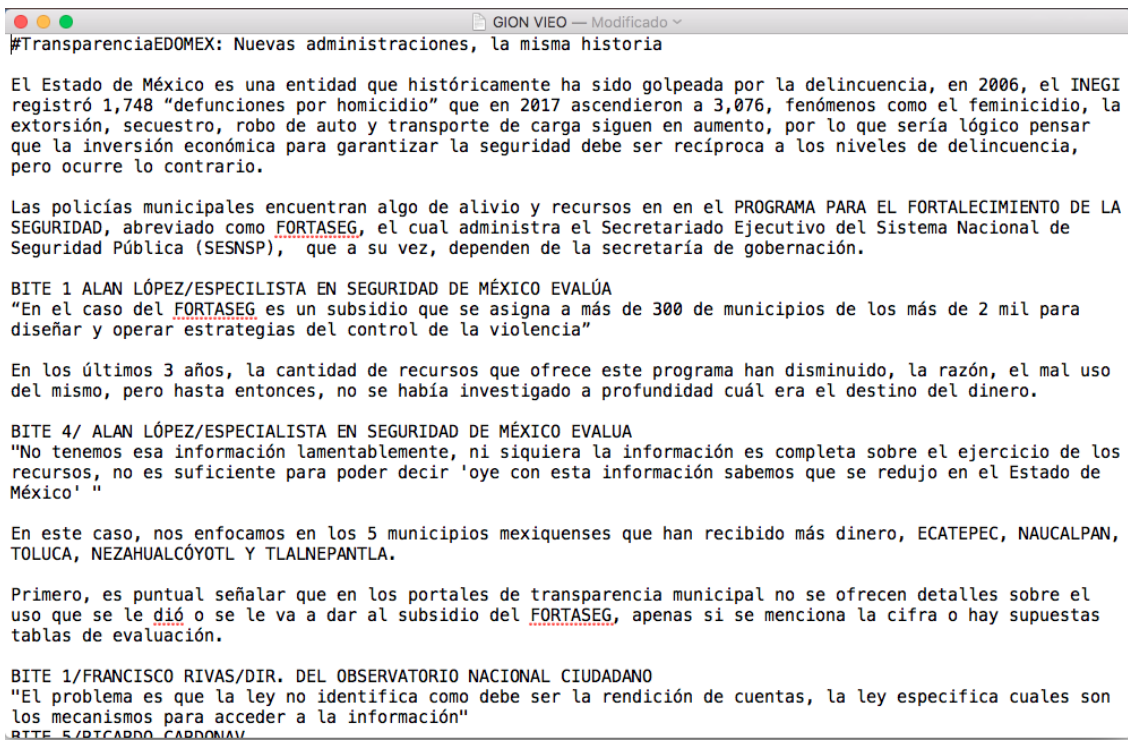 GION VIEO — Modificado
#TransparenciaEDOMEX: Nuevas administraciones, la misma historia
El Estado de México es una entidad que históricamente ha sido golpeada por la delincuencia, en 2006, el INEGI
registró 1,748 “defunciones por homicidio” que en 2017 ascendieron a 3,076, fenómenos como el feminicidio, la
extorsión, secuestro, robo de auto y transporte de carga siguen en aumento, por lo que sería lógico pensar
que la inversión económica para garantizar la seguridad debe ser recíproca a los niveles de delincuencia,
pero ocurre lo contrario.
Las policías municipales encuentran algo de alivio y recursos en en el PROGRAMA PARA EL FORTALECIMIENTO DE LA
SEGURIDAD, abreviado como FORTASEG, el cual administra el Secretariado Ejecutivo del Sistema Nacional de
Seguridad Pública (SESNSP),  que a su vez, dependen de la secretaría de gobernación.
BITE 1 ALAN LÓPEZ/ESPECILISTA EN SEGURIDAD DE MÉXICO EVALÚA
“En el caso del FORTASEG es un subsidio que se asigna a más de 300 de municipios de los más de 2 mil para
diseñar y operar estrategias del control de la violencia”
En los últimos 3 años, la cantidad de recursos que ofrece este programa han disminuido, la razón, el mal uso
del mismo, pero hasta entonces, no se había investigado a profundidad cuál era el destino del dinero.
BITE 4/ ALAN LÓPEZ/ESPECIALISTA EN SEGURIDAD DE MÉXICO EVALUA
"No tenemos esa información lamentablemente, ni siquiera la información es completa sobre el ejercicio de los
recursos, no es suficiente para poder decir 'oye con esta información sabemos que se redujo en el Estado de
México' "
En este caso, nos enfocamos en los 5 municipios mexiquenses que han recibido más dinero, ECATEPEC, NAUCALPAN,
TOLUCA, NEZAHUALCÓYOTL Y TLALNEPANTLA.
Primero, es puntual señalar que en los portales de transparencia municipal no se ofrecen detalles sobre el
uso que se le dió o se le va a dar al subsidio del FORTASEG, apenas si se menciona la cifra o hay supuestas
tablas de evaluación.
BITE 1/FRANCISCO RIVAS/DIR. DEL OBSERVATORIO NACIONAL CIUDADANO
"El problema es que la ley no identifica como debe ser la rendición de cuentas, la ley especifica cuales son
los mecanismos para acceder a la información"
BITE 5/RICARDO CARDONAV